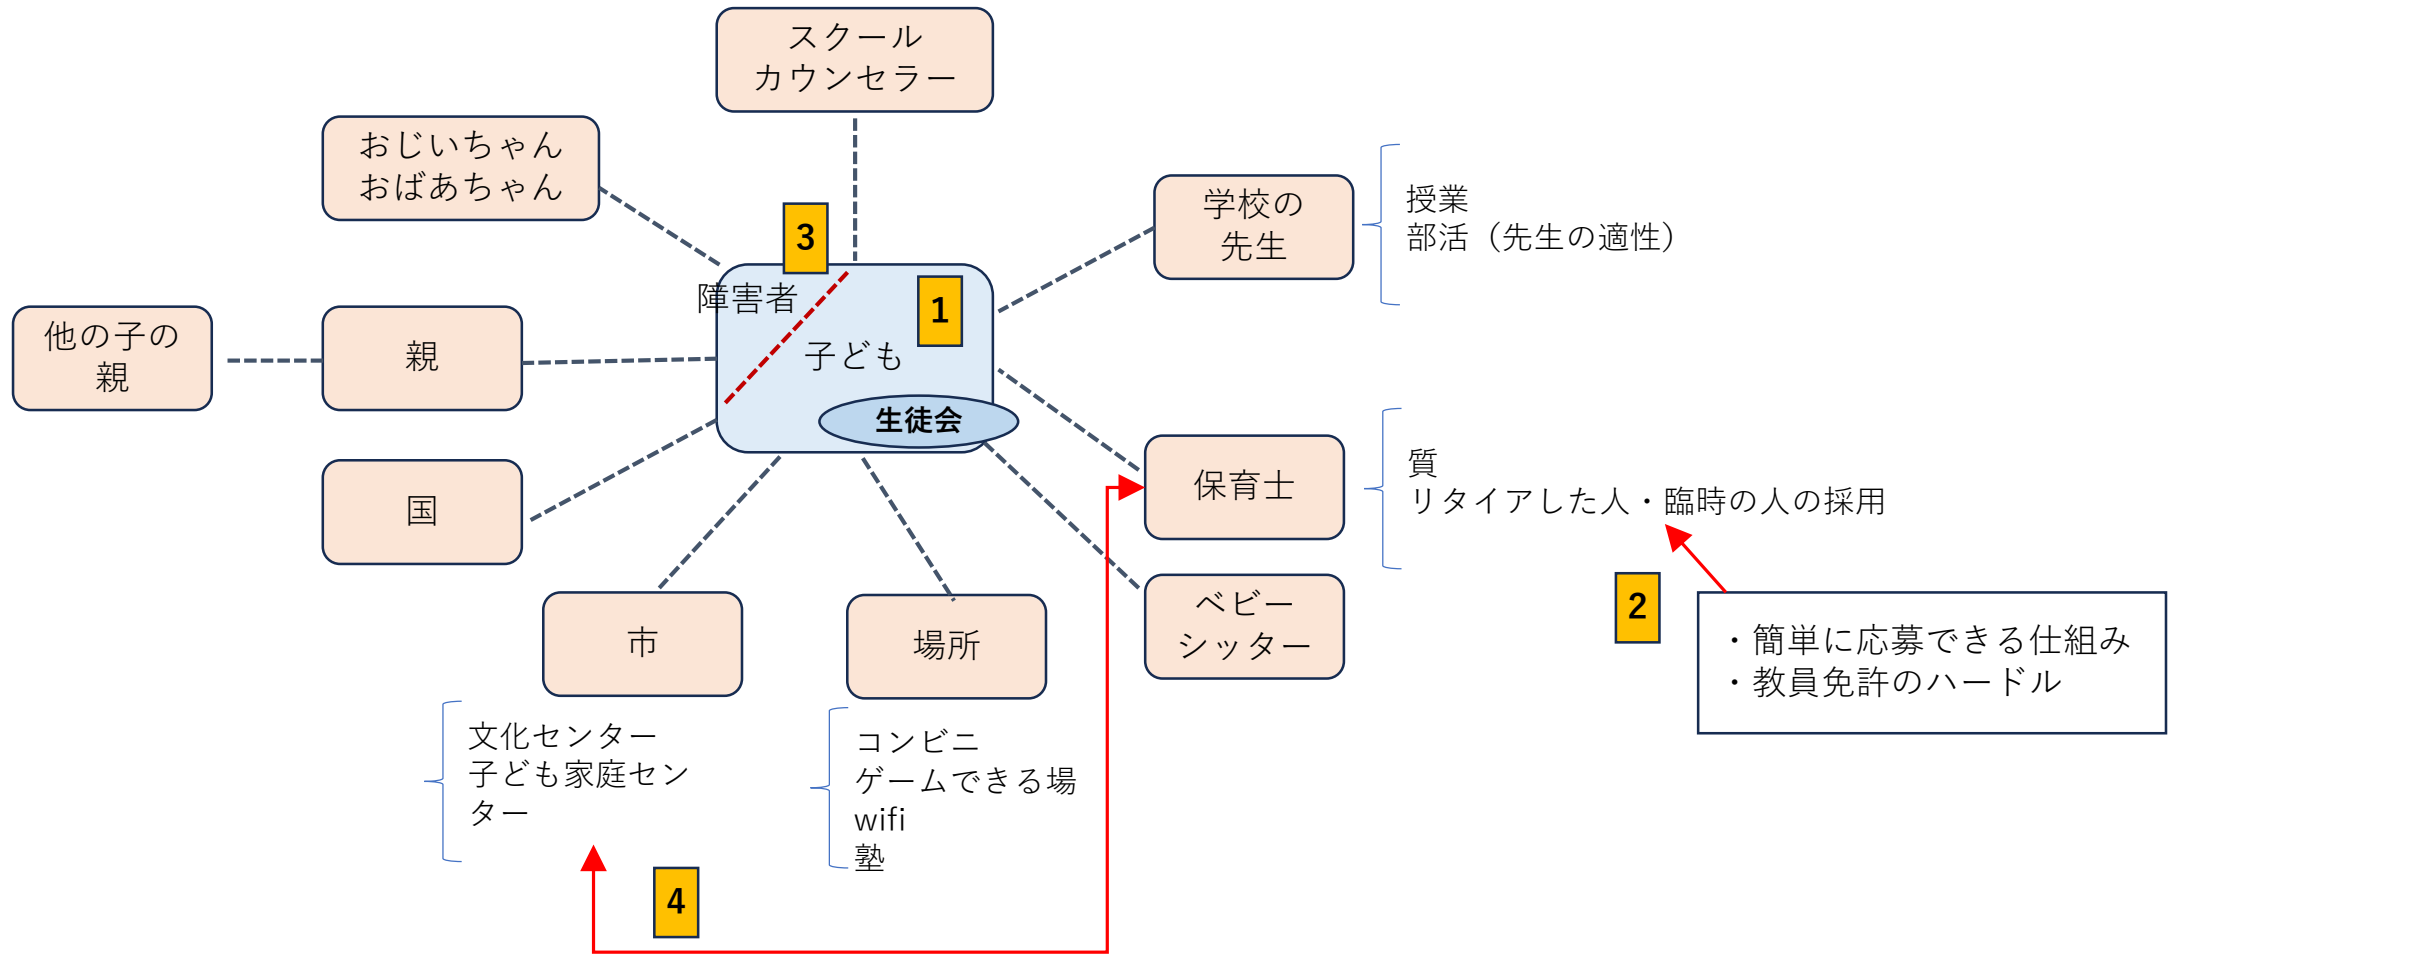 スクール
カウンセラー
おじいちゃん
おばあちゃん
学校の
先生
授業
部活（先生の適性）
3
1
障害者
子ども
生徒会
他の子の
親
親
国
保育士
質
リタイアした人・臨時の人の採用
ベビー
シッター
2
・簡単に応募できる仕組み
・教員免許のハードル
市
場所
文化センター
子ども家庭セン
ター
コンビニ
ゲームできる場
wifi
塾
4